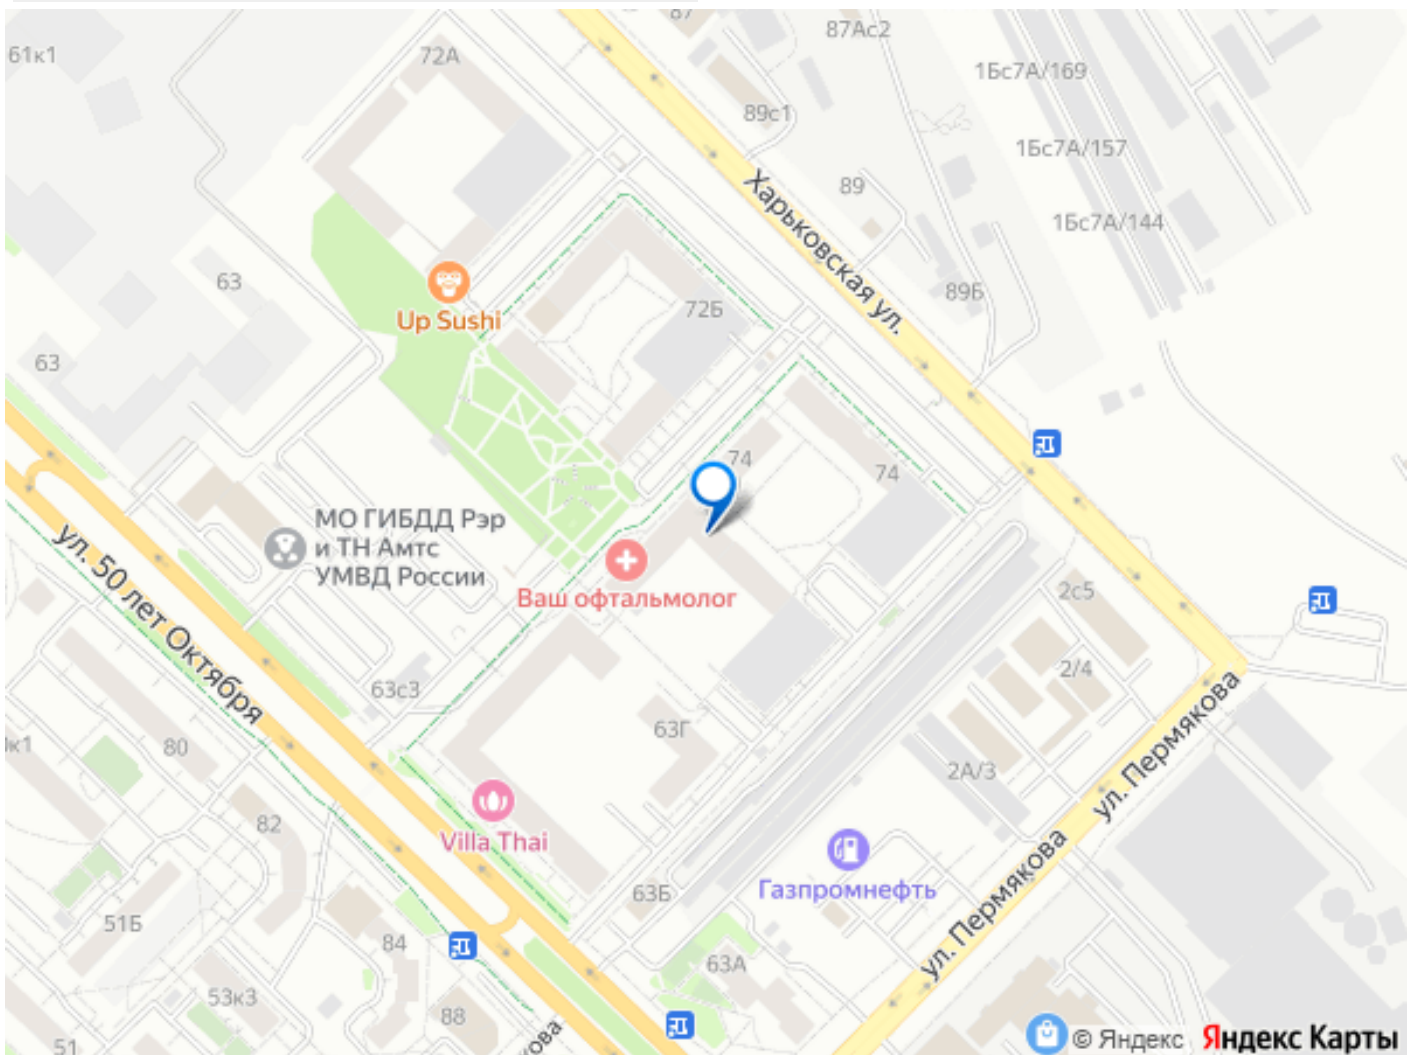 87
87Ас2
61к1
72А
1Бс7А/169
89с1
1Бс7А/157
89
1Бс7А/144
Харьковская ул.
63
89Б
72Б
Up Sushi
63
74
74
МО ГИБДД Рэр
и ТН Амтс
УМВД России
ул. 50 лет Октября
Ваш офтальмолог
2с5
2/4
63с3
63Г
80
ул. Пермякова
2А/3
82
Villa Thai
Газпромнефть
63Б
ул. Пермякова
51Б
84
63А
53к3
88
51
© Яндекс Яндекс Карты